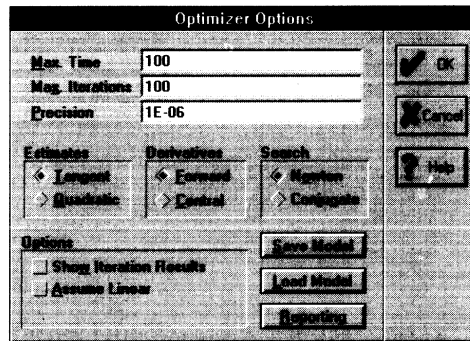 Optimizer Options
Max. Time 100
Max. Iterations 100
Precision 1E-06
OK
Cancel
Help
Estimates
Tangent
Quadratic
Derivatives
Forward
Central
Search
Newton
Conjugate
Options
Show Iteration Results
Assume Linear
Save Model
Load Model
Reporting